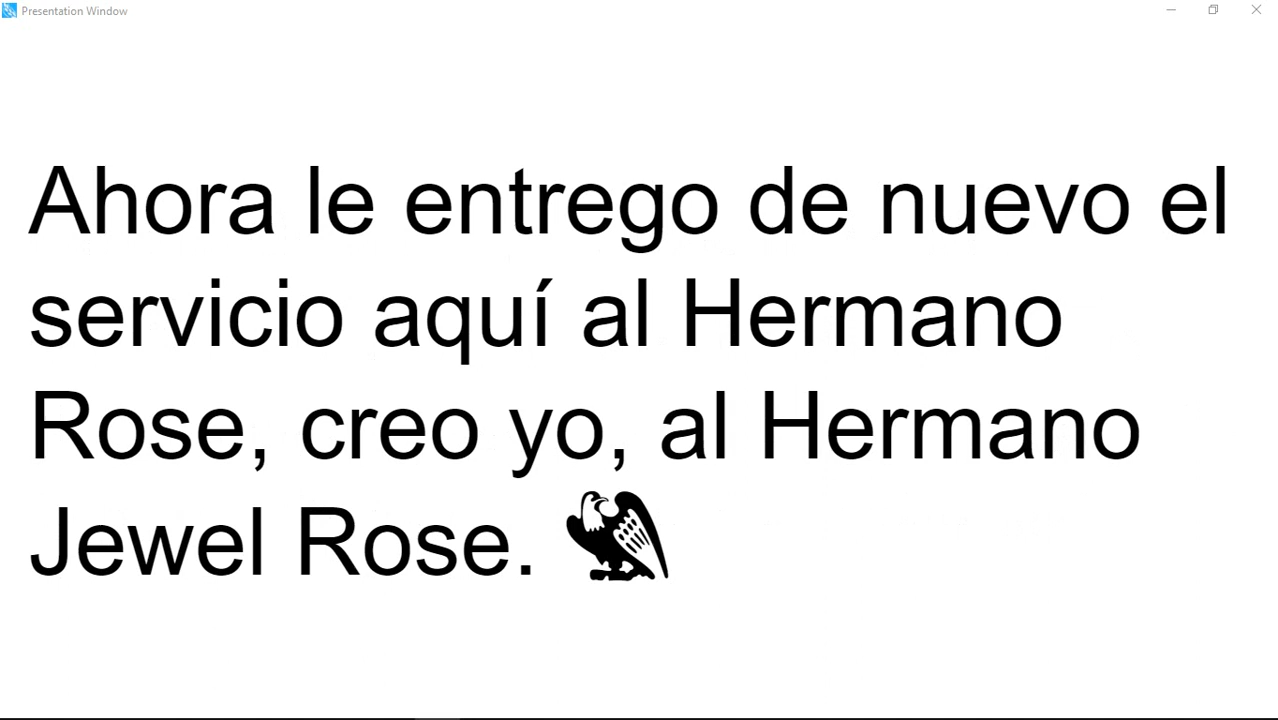 Presentation Window
Ahora le entrego de nuevo el
servicio aquí al Hermano
Rose, creo yo, al Hermano
Jewel Rose.